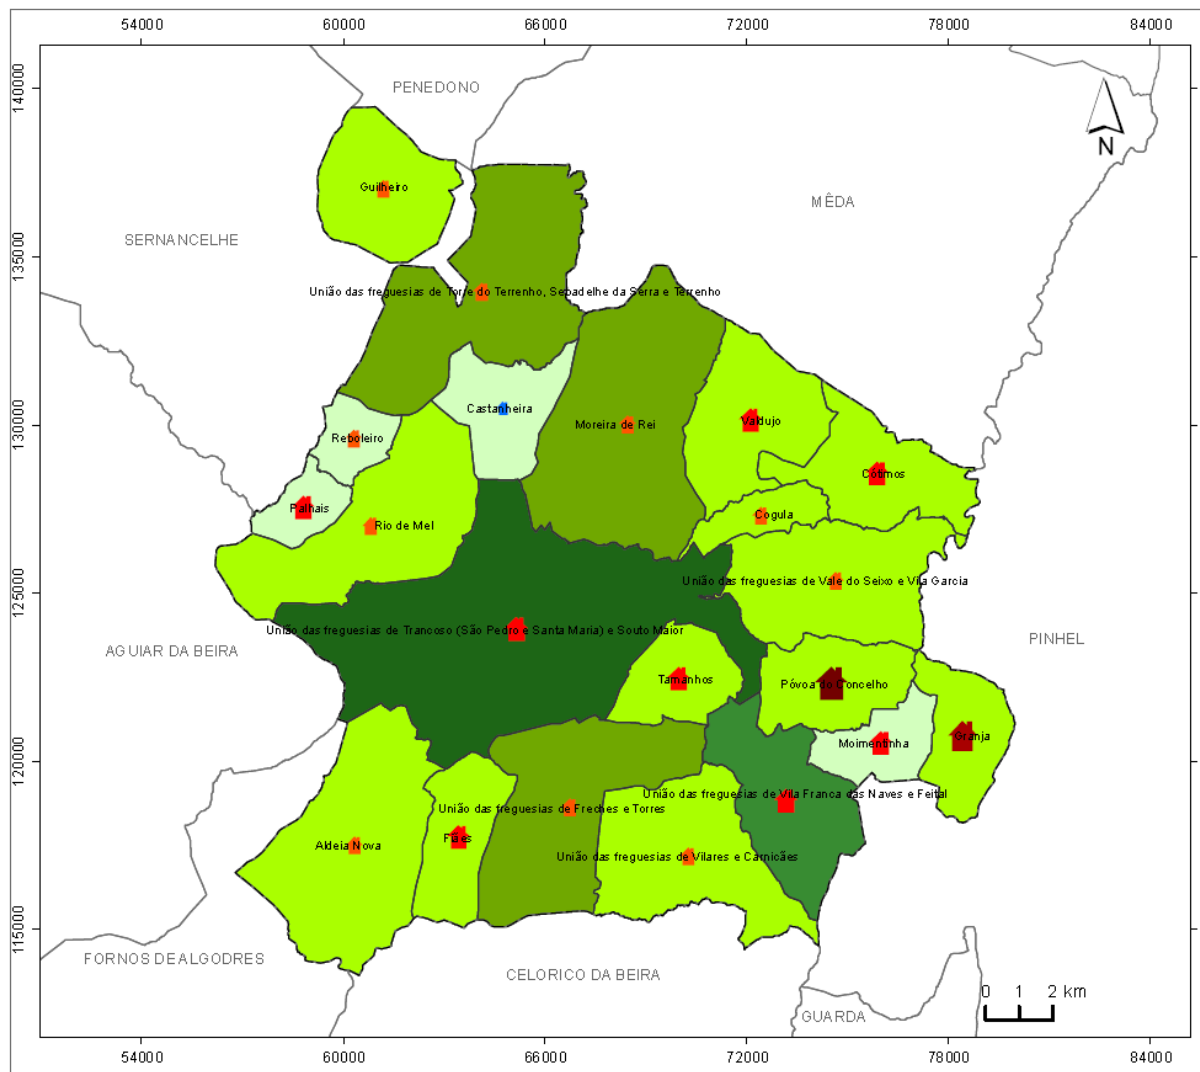 54000 60000 66000 72000 78000 84000
140000
PENEDONO
N
Guilheiro
MÊDA
SERNANCELHE
135000
União das freguesias de Torre do Terrenho, Sebadelhe da Serra e Terrenho
Castanheira
130000
Moreira de Rei
Valdujo
Reboleiro
Cótimos
Palhais
Cogula
Rio de Mel
União das freguesias de Vale do Seixo e Vila Garcia
125000
União das freguesias de Trancoso (São Pedro e Santa Maria) e Souto Maior
PINHEL
AGUIAR DA BEIRA
Tamanhos
Póvoa do Concelho
Granja
Moimentinha
120000
União das freguesias de Vila Franca das Naves e Feital
União das freguesias de Freches e Torres
Fiães
Aldeia Nova
União das freguesias de Vilares e Carnicães
115000
FORNOS DE ALGODRES
CELORICO DA BEIRA
0 1 2 km
GUARDA
54000 60000 66000 72000 78000 84000